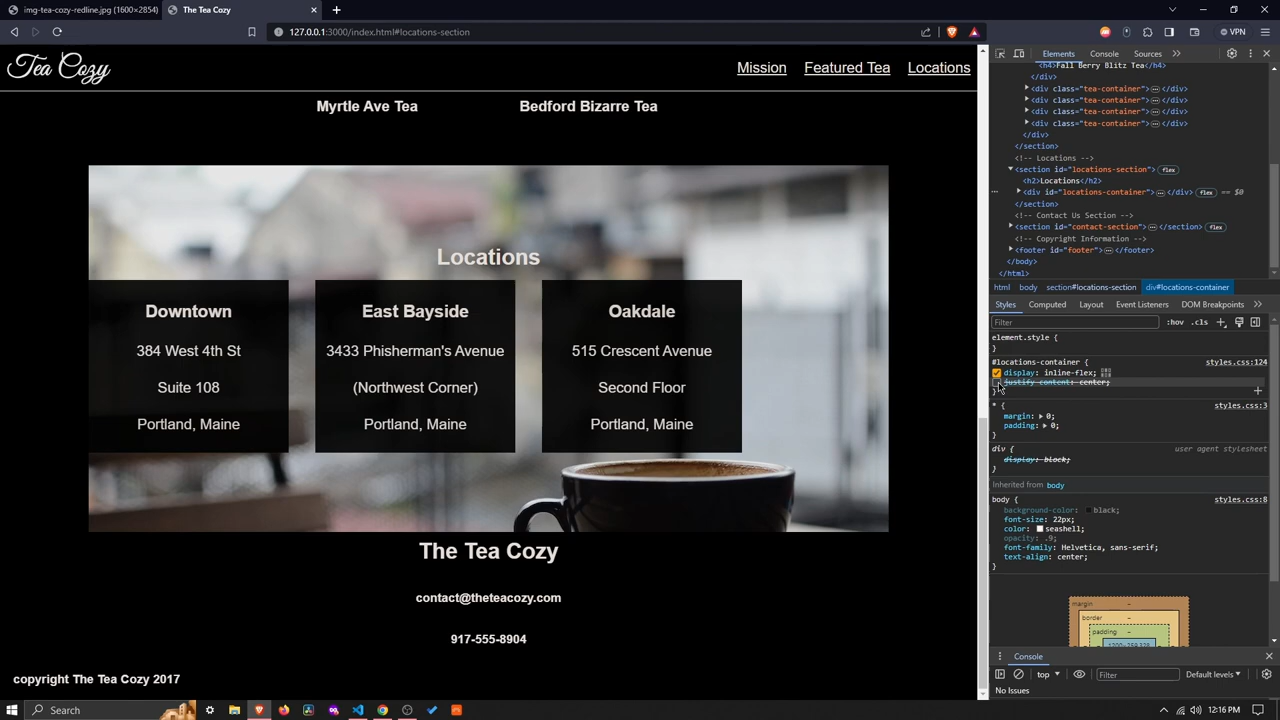 img-tea-cozy-redline.jpg (1600×2854)
The Tea Cozy
127.0.0.1:3000/index.html#locations-section
VPN
Tea Cozy
Mission
Featured Tea
Locations
Myrtle Ave Tea
Bedford Bizarre Tea
Locations
Downtown
384 West 4th St
Suite 108
Portland, Maine
East Bayside
3433 Phisherman's Avenue
(Northwest Corner)
Portland, Maine
Oakdale
515 Crescent Avenue
Second Floor
Portland, Maine
The Tea Cozy
contact@theteacozy.com
917-555-8904
copyright The Tea Cozy 2017
Elements
Console
Sources
<h4>Fall Berry Blitz Tea</h4>
</div>
<div class="tea-container"></div>
<div class="tea-container"></div>
<div class="tea-container"></div>
<div class="tea-container"></div>
</div>
</section>
<!-- Locations -->
<section id="locations-section"> flex
<h2>Locations</h2>
<div id="locations-container"></div> flex == $0
</section>
<!-- Contact Us Section -->
<section id="contact-section"></section> flex
<!-- Copyright Information -->
<footer id="footer"></footer>
</body>
</html>
html body section#locations-section div#locations-container
Styles Computed Layout Event Listeners DOM Breakpoints
Filter :hov .cls
element.style {
}
#locations-container { styles.css:124
display: inline-flex;
justify-content: center;
}
* { styles.css:3
margin: 0;
padding: 0;
}
div { user agent stylesheet
display: block;
}
Inherited from body
body { styles.css:8
background-color: black;
font-size: 22px;
color: seashell;
opacity: .9;
font-family: Helvetica, sans-serif;
text-align: center;
}
margin –
border –
padding –
Console
top Filter Default levels
No Issues
Search
12:16 PM